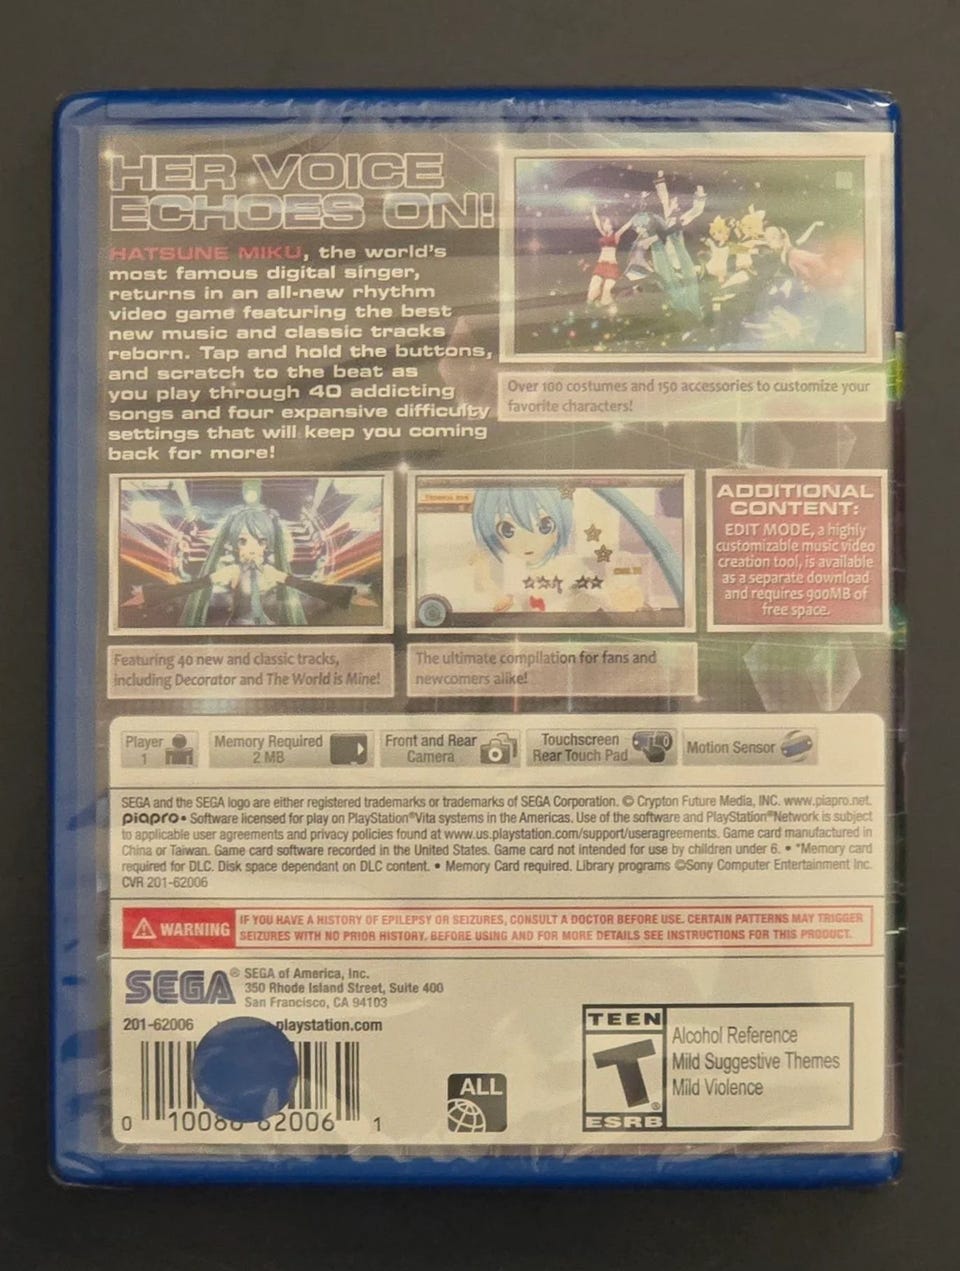 HER VOICE
ECHOES ON!
HATSUNE MIKU, the world's
most famous digital singer,
returns in an all-new rhythm
video game featuring the best
new music and classic tracks
reborn. Tap and hold the buttons,
and scratch to the beat as
you play through 40 addicting
songs and four expansive difficulty
settings that will keep you coming
back for more!
Over 100 costumes and 150 accessories to customize your
favorite characters!
ADDITIONAL
CONTENT:
EDIT MODE, a highly
customizable music video
creation tool, is available
as a separate download
and requires 900MB of
free space.
Featuring 40 new and classic tracks,
including Decorator and The World is Mine!
The ultimate compilation for fans and
newcomers alike!
Player
1
Memory Required
2 MB
Front and Rear
Camera
Touchscreen
Rear Touch Pad
Motion Sensor
SEGA and the SEGA logo are either registered trademarks or trademarks of SEGA Corporation. © Crypton Future Media, INC. www.piapro.net.
piapro • Software licensed for play on PlayStation®Vita systems in the Americas. Use of the software and PlayStation®Network is subject
to applicable user agreements and privacy policies found at www.us.playstation.com/support/useragreements. Game card manufactured in
China or Taiwan. Game card software recorded in the United States. Game card not intended for use by children under 6. • *Memory card
required for DLC. Disk space dependant on DLC content. • Memory Card required. Library programs ©Sony Computer Entertainment Inc.
CVR 201-62006
WARNING
IF YOU HAVE A HISTORY OF EPILEPSY OR SEIZURES, CONSULT A DOCTOR BEFORE USE. CERTAIN PATTERNS MAY TRIGGER
SEIZURES WITH NO PRIOR HISTORY. BEFORE USING AND FOR MORE DETAILS SEE INSTRUCTIONS FOR THIS PRODUCT.
SEGA®
SEGA of America, Inc.
350 Rhode Island Street, Suite 400
San Francisco, CA 94103
201-62006
playstation.com
0 10086 62006 1
ALL
TEEN
T
®
ESRB
Alcohol Reference
Mild Suggestive Themes
Mild Violence